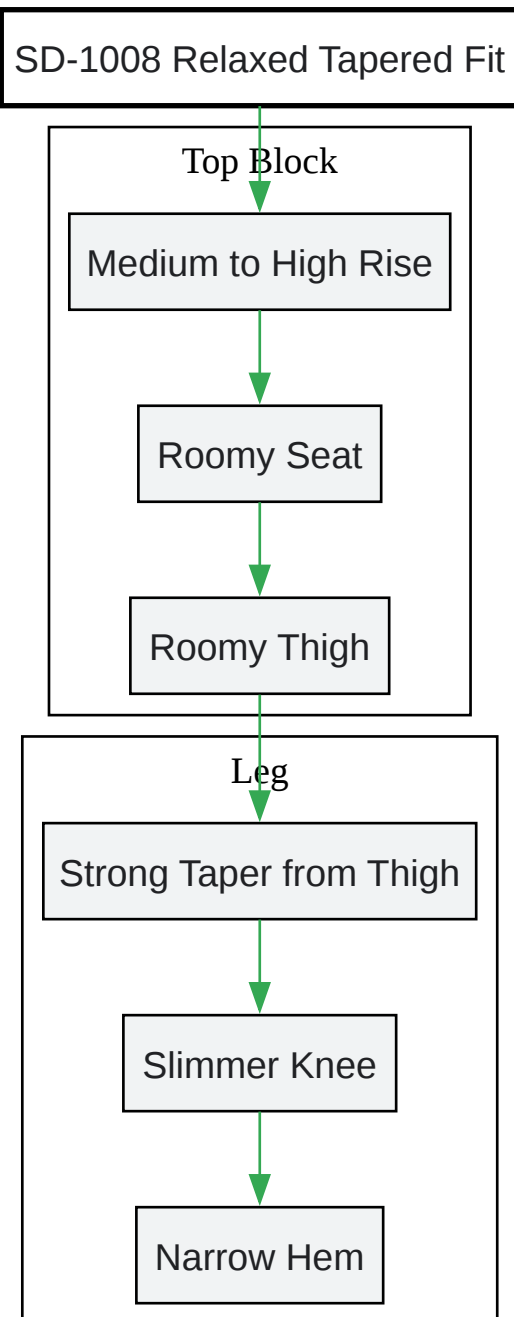 SD-1008 Relaxed Tapered Fit
Top Block
Medium to High Rise
Roomy Seat
Roomy Thigh
Leg
Strong Taper from Thigh
Slimmer Knee
Narrow Hem